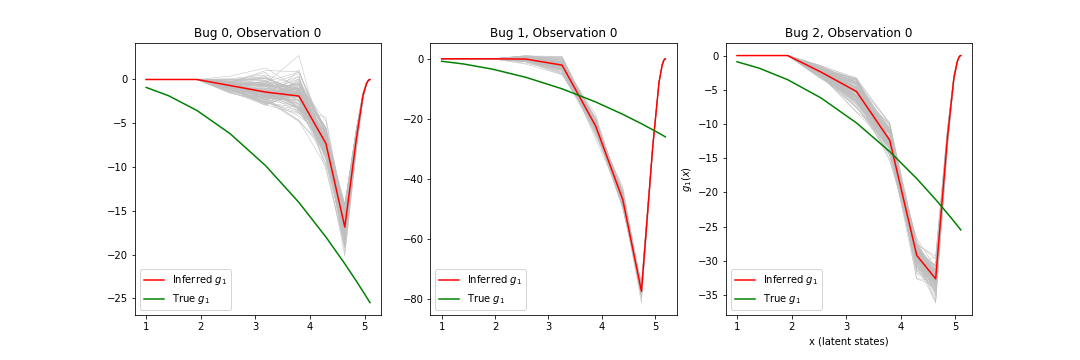 Bug 0, Observation 0
0
−5
−10
−15
−20
−25
1 2 3 4 5
Inferred g₁
True g₁
Bug 1, Observation 0
0
−20
−40
−60
−80
1 2 3 4 5
Inferred g₁
True g₁
Bug 2, Observation 0
g₁(x)
0
−5
−10
−15
−20
−25
−30
−35
1 2 3 4 5
x (latent states)
Inferred g₁
True g₁